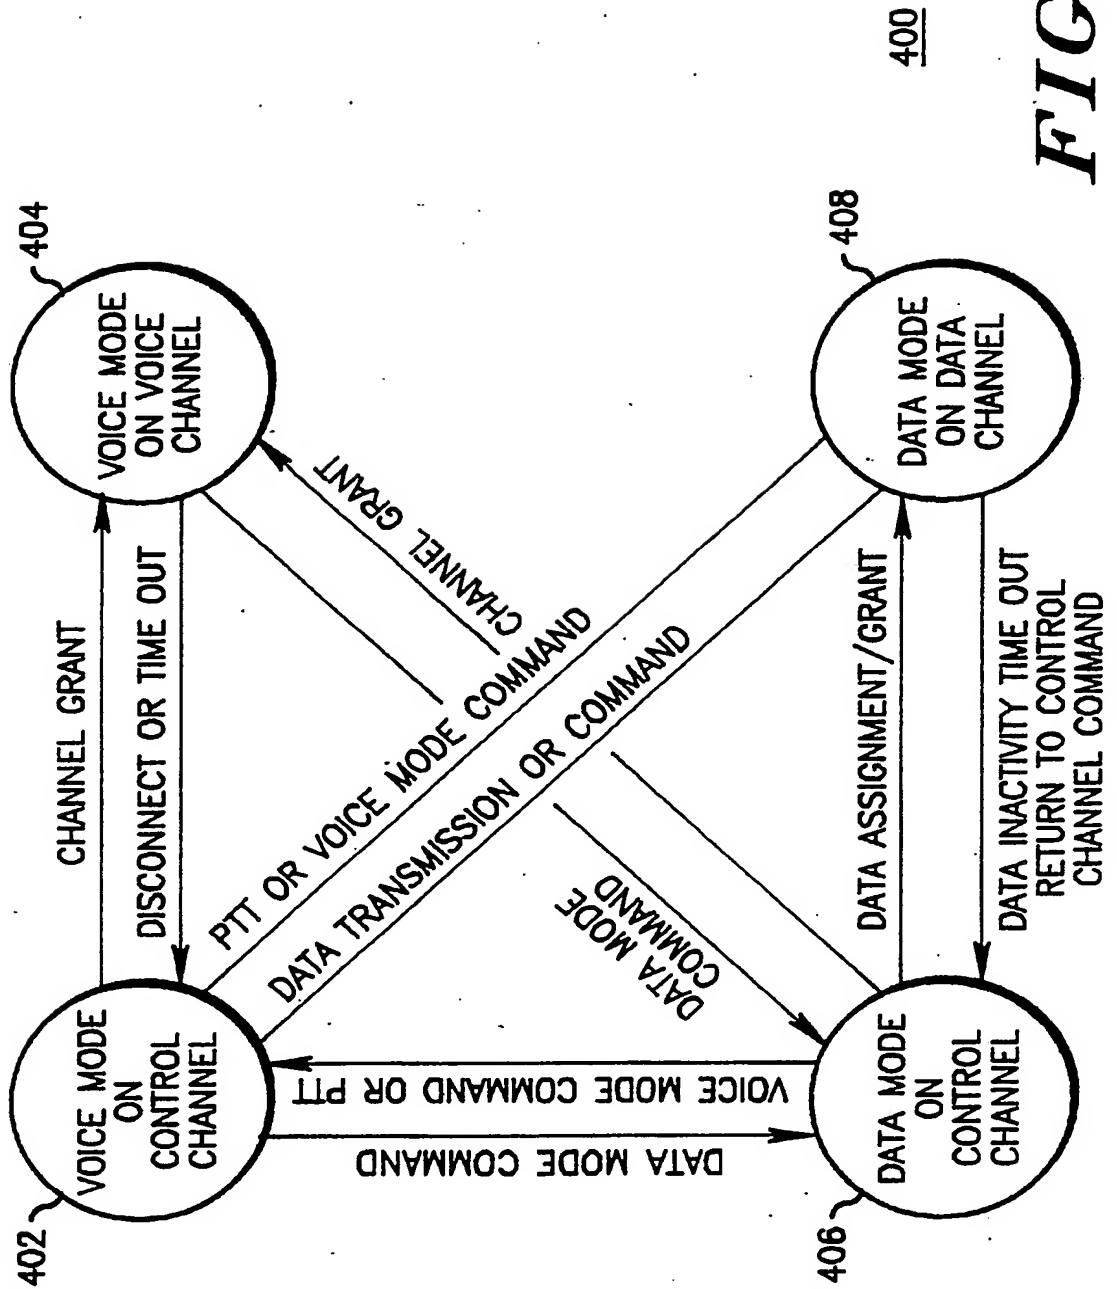 402
VOICE MODE
ON
CONTROL
CHANNEL
CHANNEL GRANT
DISCONNECT OR TIME OUT
404
VOICE MODE
ON VOICE
CHANNEL
PTT OR VOICE MODE COMMAND
DATA TRANSMISSION OR COMMAND
CHANNEL GRANT
DATA MODE
COMMAND
DATA MODE COMMAND
VOICE MODE COMMAND OR PTT
406
DATA MODE
ON
CONTROL
CHANNEL
DATA ASSIGNMENT/GRANT
DATA INACTIVITY TIME OUT
RETURN TO CONTROL
CHANNEL COMMAND
408
DATA MODE
ON DATA
CHANNEL
400
FIG